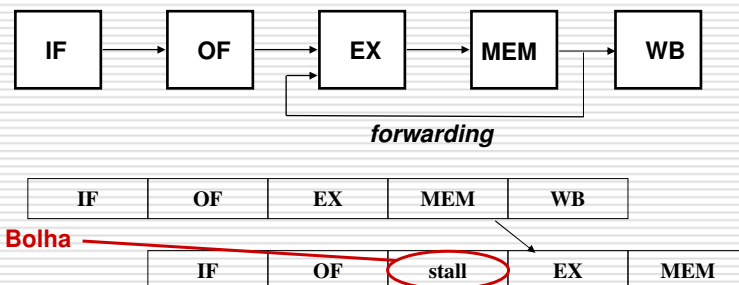 IF OF EX MEM WB
forwarding
IF OF EX MEM WB
Bolha
IF OF stall EX MEM